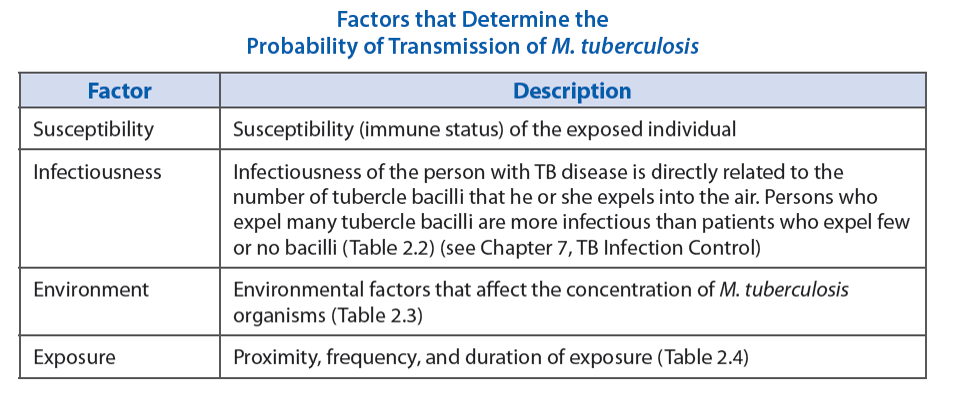 Factors that Determine the
Probability of Transmission of M. tuberculosis
Factor
Description
Susceptibility
Susceptibility (immune status) of the exposed individual
Infectiousness
Infectiousness of the person with TB disease is directly related to the
number of tubercle bacilli that he or she expels into the air. Persons who
expel many tubercle bacilli are more infectious than patients who expel few
or no bacilli (Table 2.2) (see Chapter 7, TB Infection Control)
Environment
Environmental factors that affect the concentration of M. tuberculosis
organisms (Table 2.3)
Exposure
Proximity, frequency, and duration of exposure (Table 2.4)